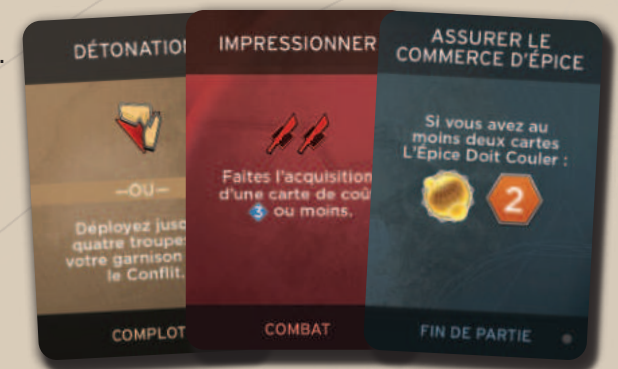 DÉTONATIO
—OU—
Déployez jusq
quatre troupes
votre garnison
le Conflit.
COMPLOT
IMPRESSIONNER
Faites l'acquisition
d'une carte de coû
3 ou moins.
COMBAT
ASSURER LE
COMMERCE D'ÉPICE
Si vous avez au
moins deux cartes
L'Épice Doit Couler :
2
FIN DE PARTIE